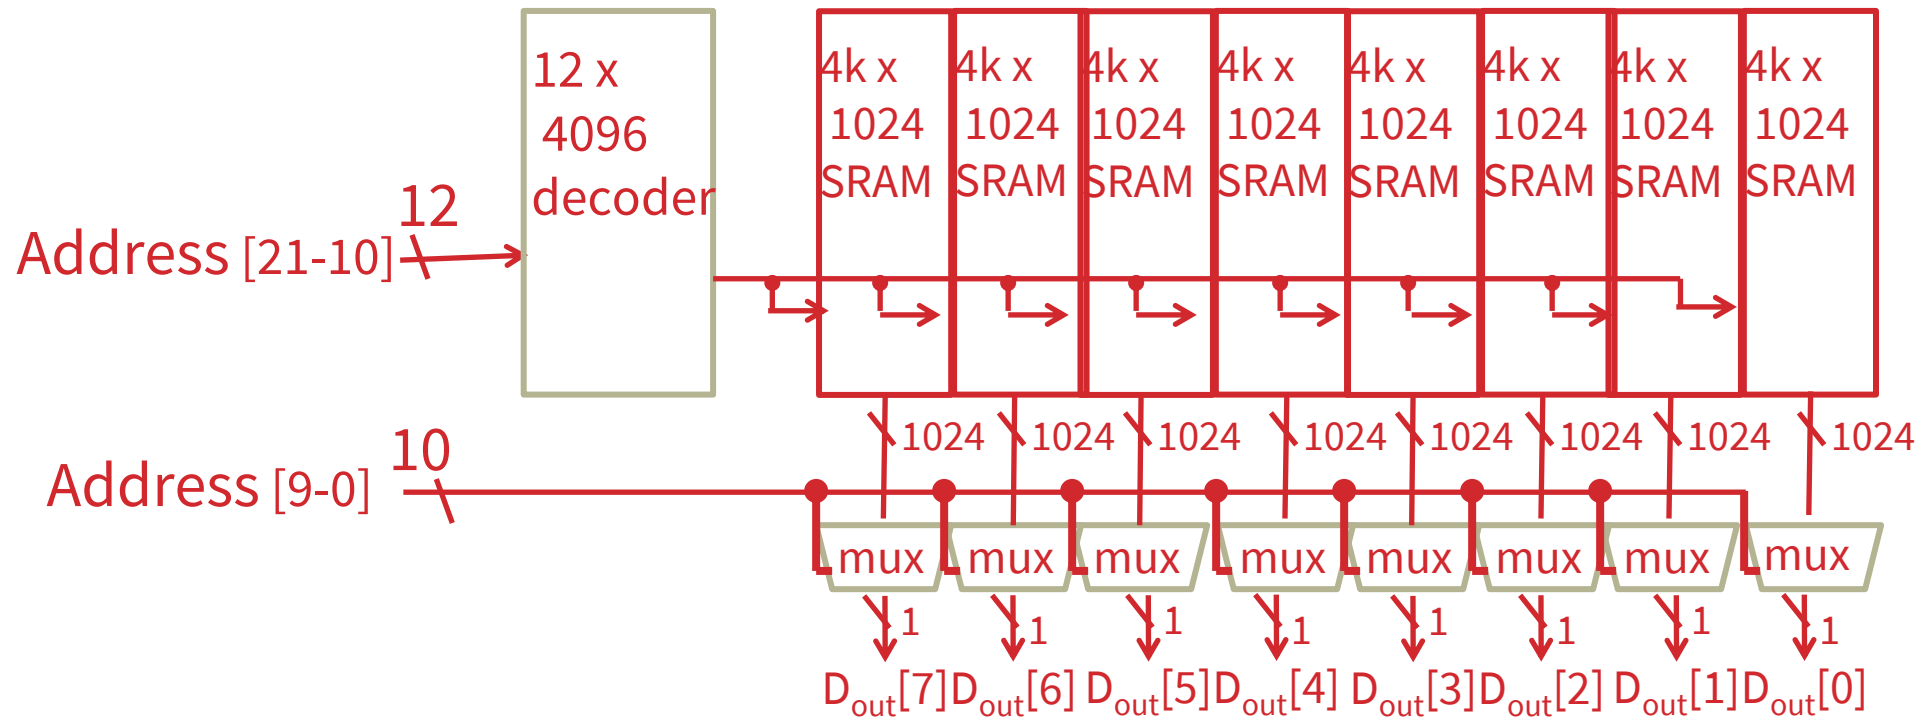 12 x
4096
decoder
4k x
1024
SRAM
4k x
1024
SRAM
4k x
1024
SRAM
4k x
1024
SRAM
4k x
1024
SRAM
4k x
1024
SRAM
4k x
1024
SRAM
4k x
1024
SRAM
12
Address [21-10]
1024 1024 1024 1024 1024 1024 1024 1024
10
Address [9-0]
mux mux mux mux mux mux mux mux
1 1 1 1 1 1 1 1
Dout[7] Dout[6] Dout[5] Dout[4] Dout[3] Dout[2] Dout[1] Dout[0]